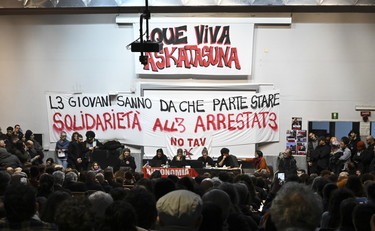 QUE VIVA
ASKATASUNA
L3 GIOVANI SANNO DA CHE PARTE STARE
SOLIDARIETÀ ALL3 ARRESTAT3
NO TAV